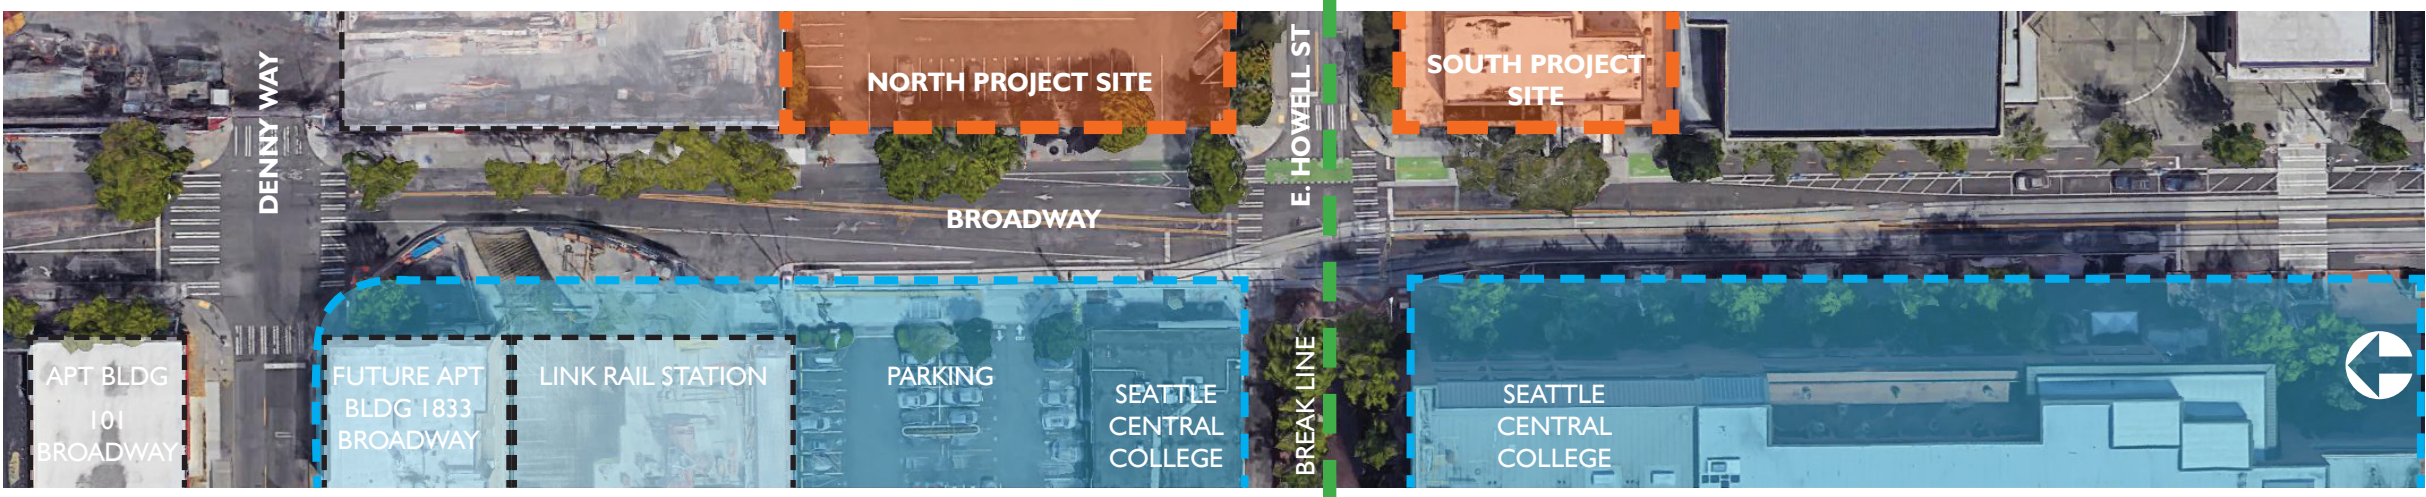 DENNY WAY
NORTH PROJECT SITE
E. HOWELL ST
SOUTH PROJECT
SITE
BROADWAY
APT BLDG
101
BROADWAY
FUTURE APT
BLDG 1833
BROADWAY
LINK RAIL STATION
PARKING
SEATTLE
CENTRAL
COLLEGE
BREAK LINE
SEATTLE
CENTRAL
COLLEGE